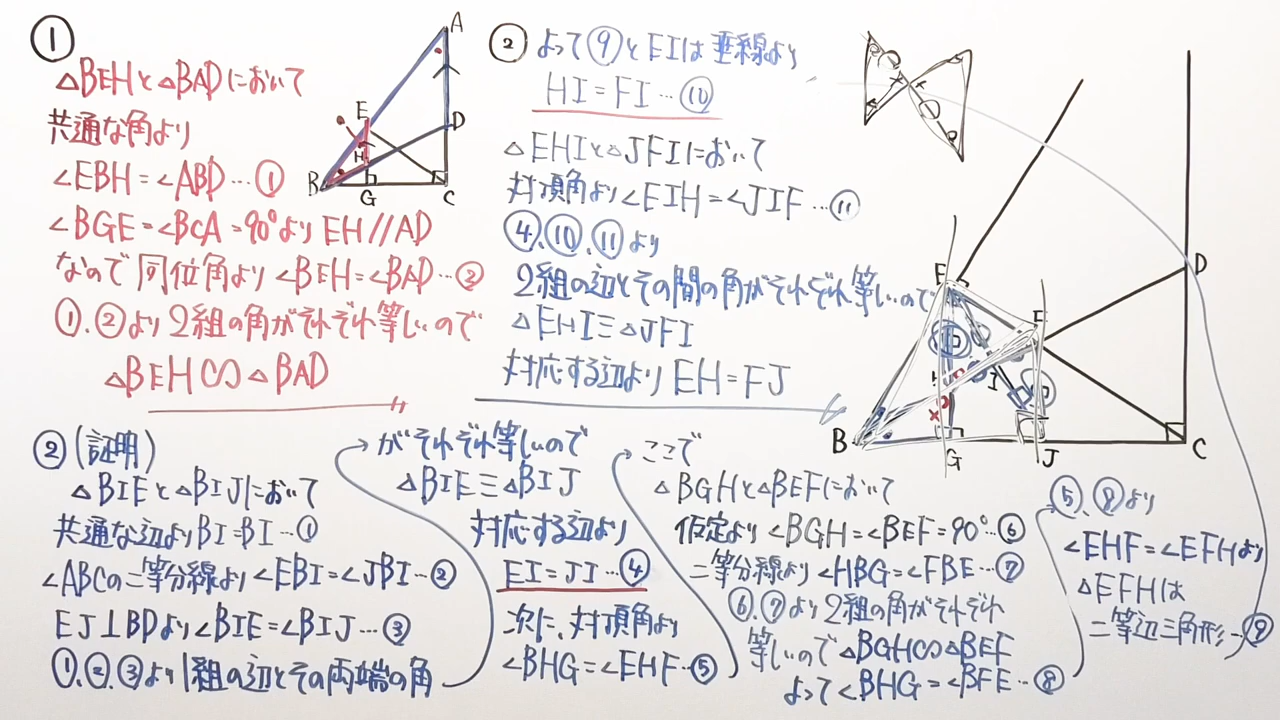 ①
△BEHと△BADにおいて
共通な角より
∠EBH=∠ABD…①
∠BGE=∠BCA=90°より EH//AD
なので 同位角より ∠BEH=∠BAD…②
①、②より 2組の角がそれぞれ等しいので
△BEH∽△BAD
A
E
D
H
B
G
C
②
よって⑨とEIは垂線より
HI=FI…⑩
△EHIと△JFIにおいて
対頂角より∠EIH=∠JIF…⑪
④、⑩、⑪より
2組の辺とその間の角がそれぞれ等しいので
△EHI≡△JFI
対応する辺より EH=FJ
②(証明)
△BIEと△BIJにおいて
共通な辺よりBI=BI…①
∠ABCの二等分線より ∠EBI=∠JBI…②
EJ⊥BDより∠BIE=∠BIJ…③
①、②、③より1組の辺とその両端の角
がそれぞれ等しいので
△BIE≡△BIJ
対応する辺より
EI=JI…④
次に、対頂角より
∠BHG=∠EHF…⑤
ここで
△BGHと△BEFにおいて
仮定より ∠BGH=∠BEF=90°…⑥
二等分線より ∠HBG=∠FBE…⑦
⑥、⑦より 2組の角がそれぞれ
等しいので △BGH∽△BEF
よって∠BHG=∠BFE…⑧
⑤、⑧より
∠EHF=∠EFHより
△EFHは
二等辺三角形…⑨
E
D
F
H
I
B
G
J
C